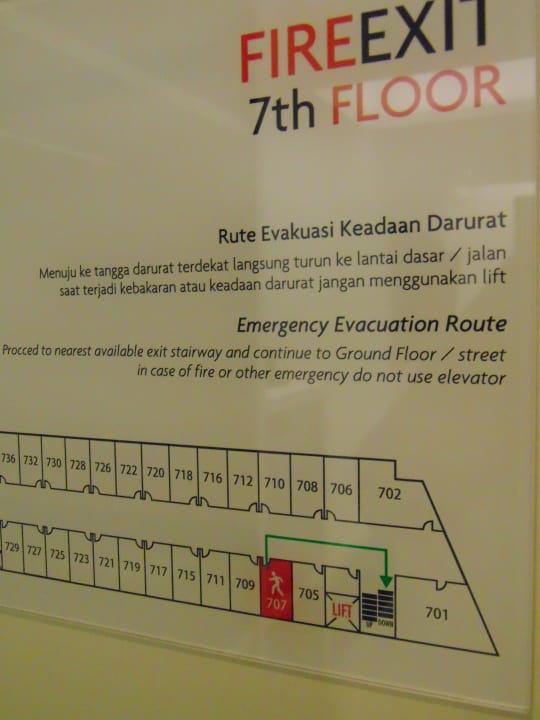 FIREEXIT
7th FLOOR
Rute Evakuasi Keadaan Darurat
Menuju ke tangga darurat terdekat langsung turun ke lantai dasar / jalan
saat terjadi kebakaran atau keadaan darurat jangan menggunakan lift
Emergency Evacuation Route
Procced to nearest available exit stairway and continue to Ground Floor / street
in case of fire or other emergency do not use elevator
736 732 730 728 726 722 720 718 716 712 710 708 706 702
729 727 725 723 721 719 717 715 711 709 707 705 LIFT UP DOWN 701